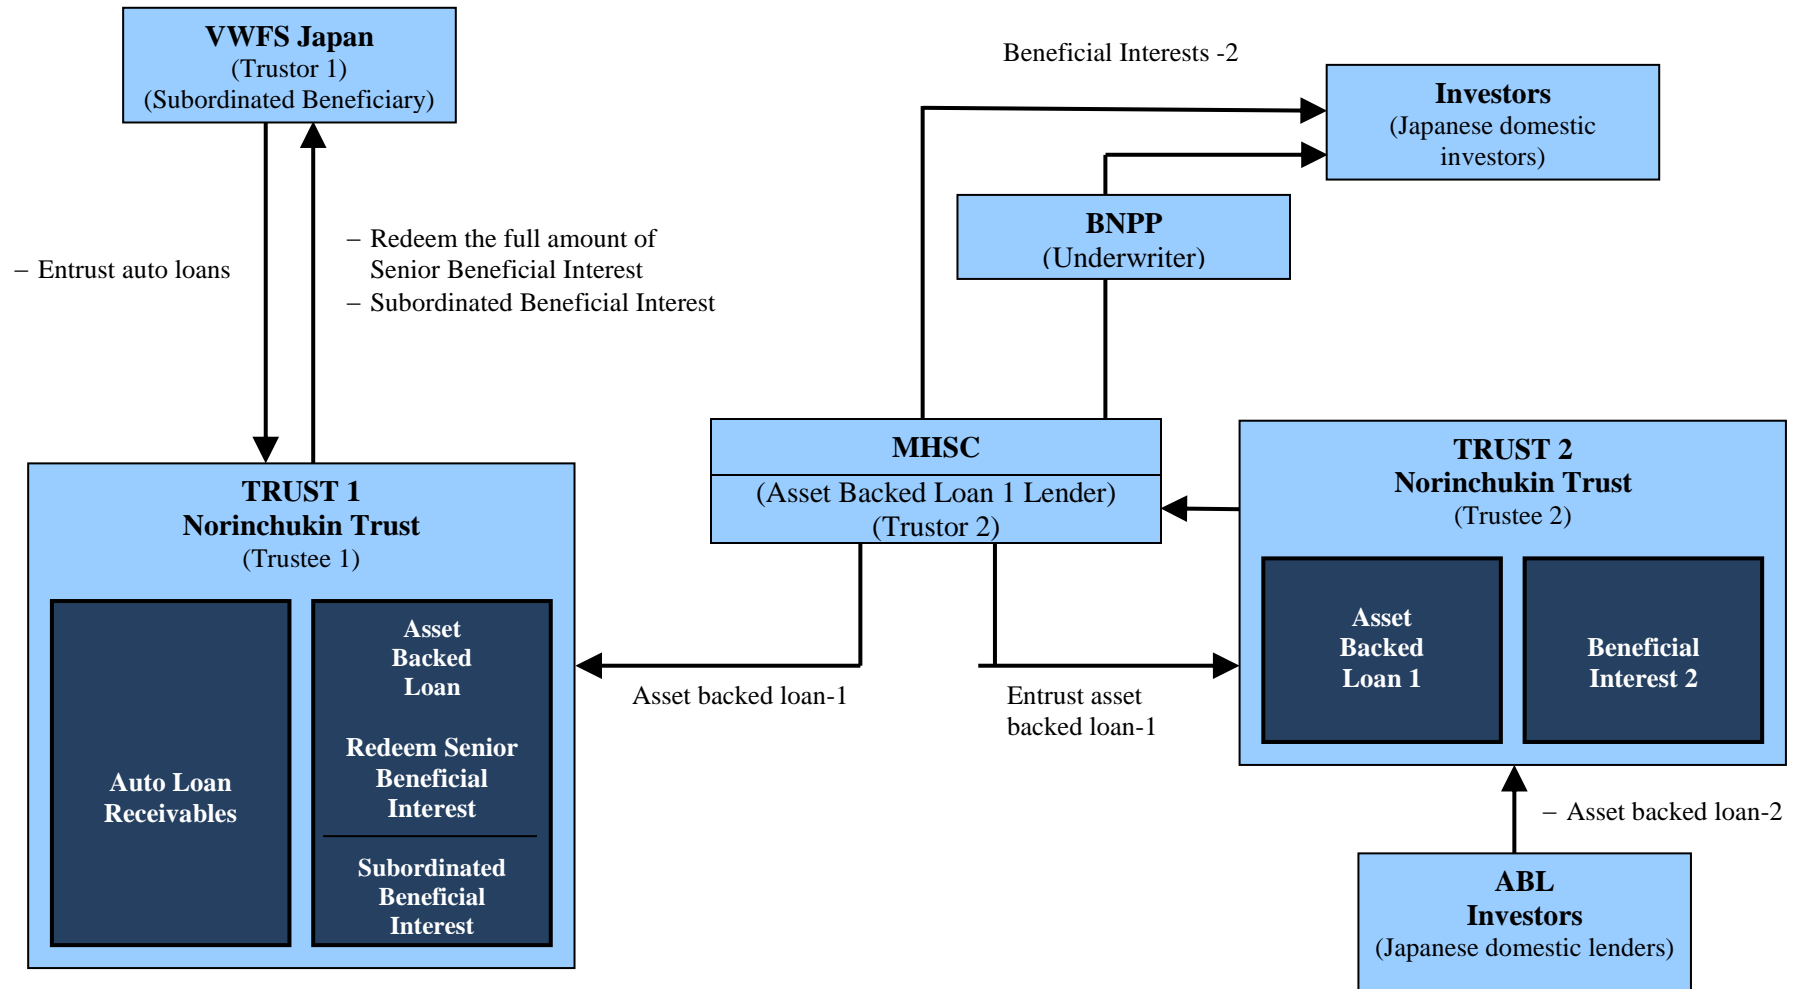 VWFS Japan
(Trustor 1)
(Subordinated Beneficiary)
Beneficial Interests -2
Investors
(Japanese domestic
investors)
BNPP
(Underwriter)
– Entrust auto loans
– Redeem the full amount of
Senior Beneficial Interest
– Subordinated Beneficial Interest
MHSC
(Asset Backed Loan 1 Lender)
(Trustor 2)
TRUST 2
Norinchukin Trust
(Trustee 2)
Asset
Backed
Loan 1
Beneficial
Interest 2
TRUST 1
Norinchukin Trust
(Trustee 1)
Auto Loan
Receivables
Asset
Backed
Loan
Redeem Senior
Beneficial
Interest
Subordinated
Beneficial
Interest
Asset backed loan-1
Entrust asset
backed loan-1
– Asset backed loan-2
ABL
Investors
(Japanese domestic lenders)